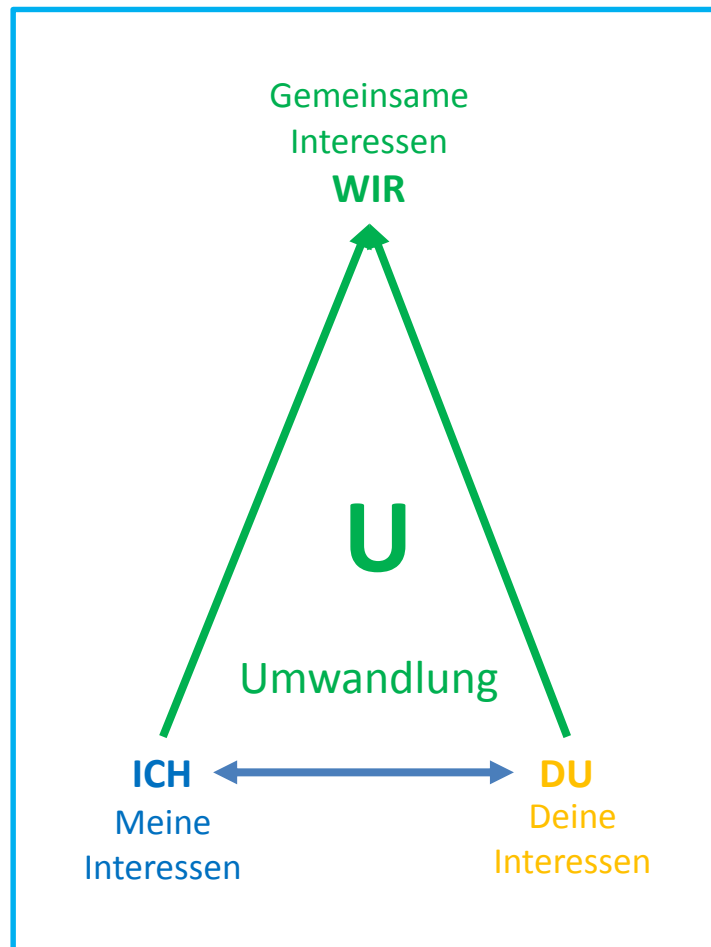 Gemeinsame
Interessen
WIR
U
Umwandlung
ICH
Meine
Interessen
DU
Deine
Interessen